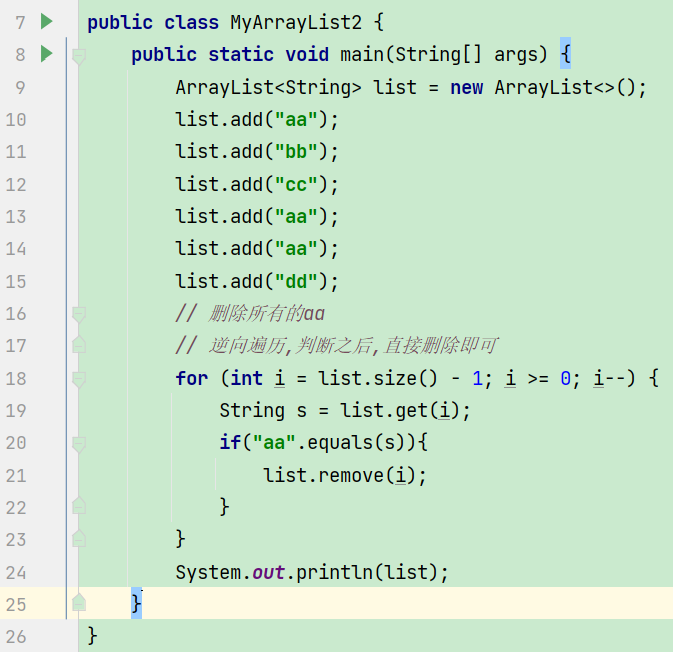 7 public class MyArrayList2 {
8 public static void main(String[] args) {
9 ArrayList<String> list = new ArrayList<>();
10 list.add("aa");
11 list.add("bb");
12 list.add("cc");
13 list.add("aa");
14 list.add("aa");
15 list.add("dd");
16 // 删除所有的aa
17 // 逆向遍历,判断之后,直接删除即可
18 for (int i = list.size() - 1; i >= 0; i--) {
19 String s = list.get(i);
20 if("aa".equals(s)){
21 list.remove(i);
22 }
23 }
24 System.out.println(list);
25 }
26 }